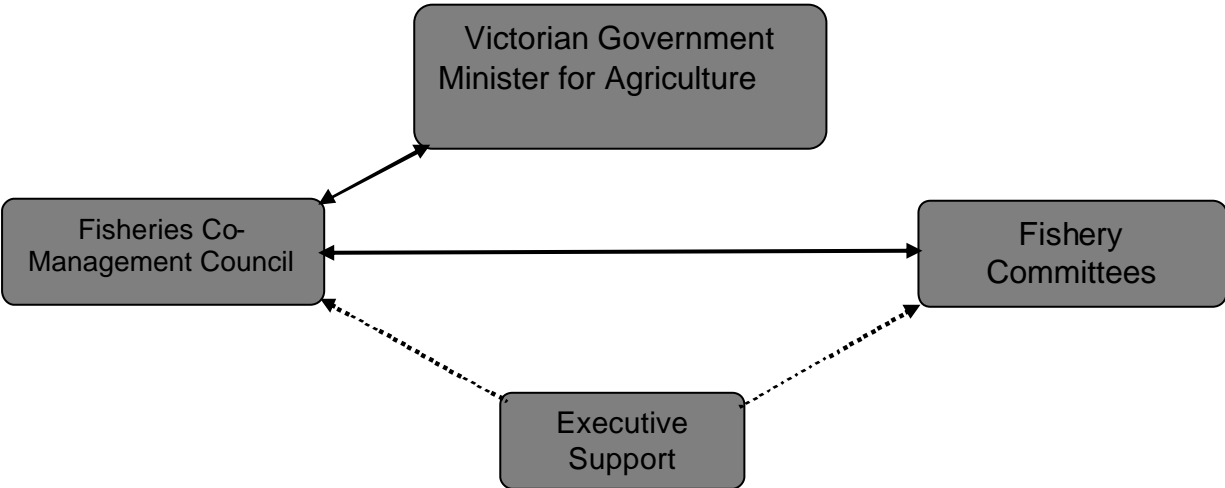 Victorian Government
Minister for Agriculture
Fisheries Co-
Management Council
Fishery
Committees
Executive
Support